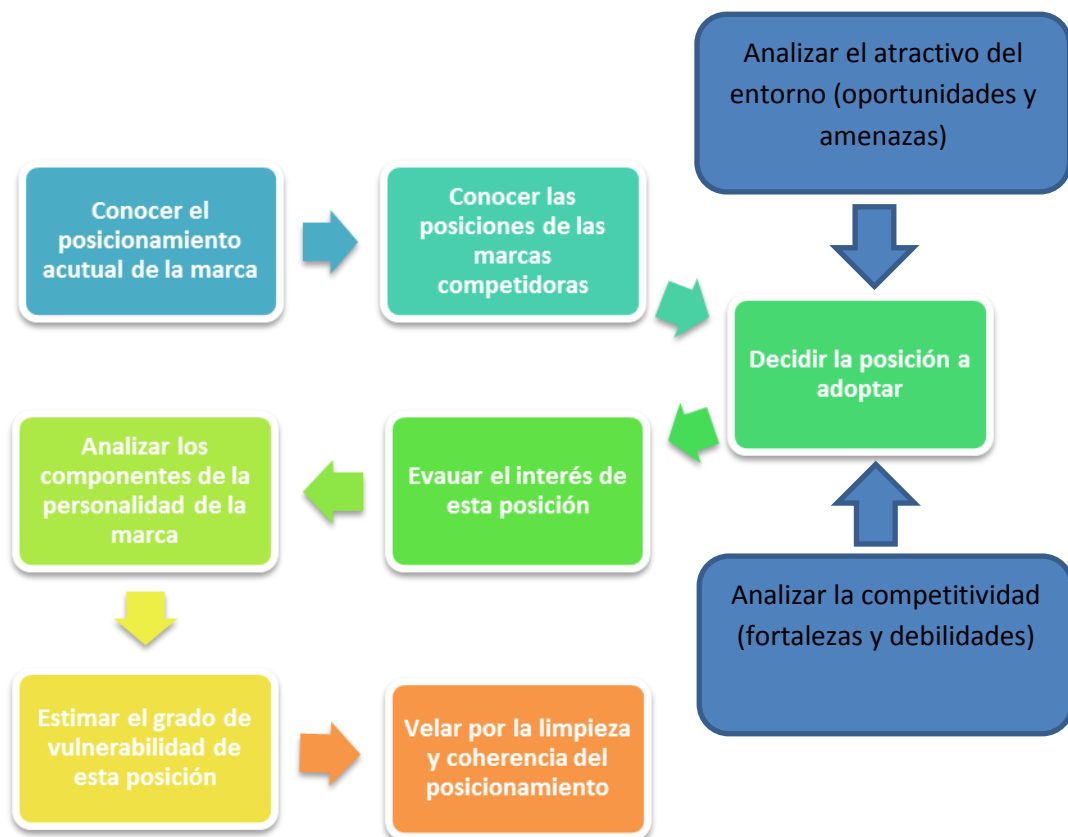 Analizar el atractivo del
entorno (oportunidades y
amenazas)
Conocer el
posicionamiento
acutual de la marca
Conocer las
posiciones de las
marcas
competidoras
Decidir la posición a
adoptar
Analizar los
componentes de la
personalidad de la
marca
Evauar el interés de
esta posición
Analizar la competitividad
(fortalezas y debilidades)
Estimar el grado de
vulnerabilidad de
esta posición
Velar por la limpieza
y coherencia del
posicionamiento